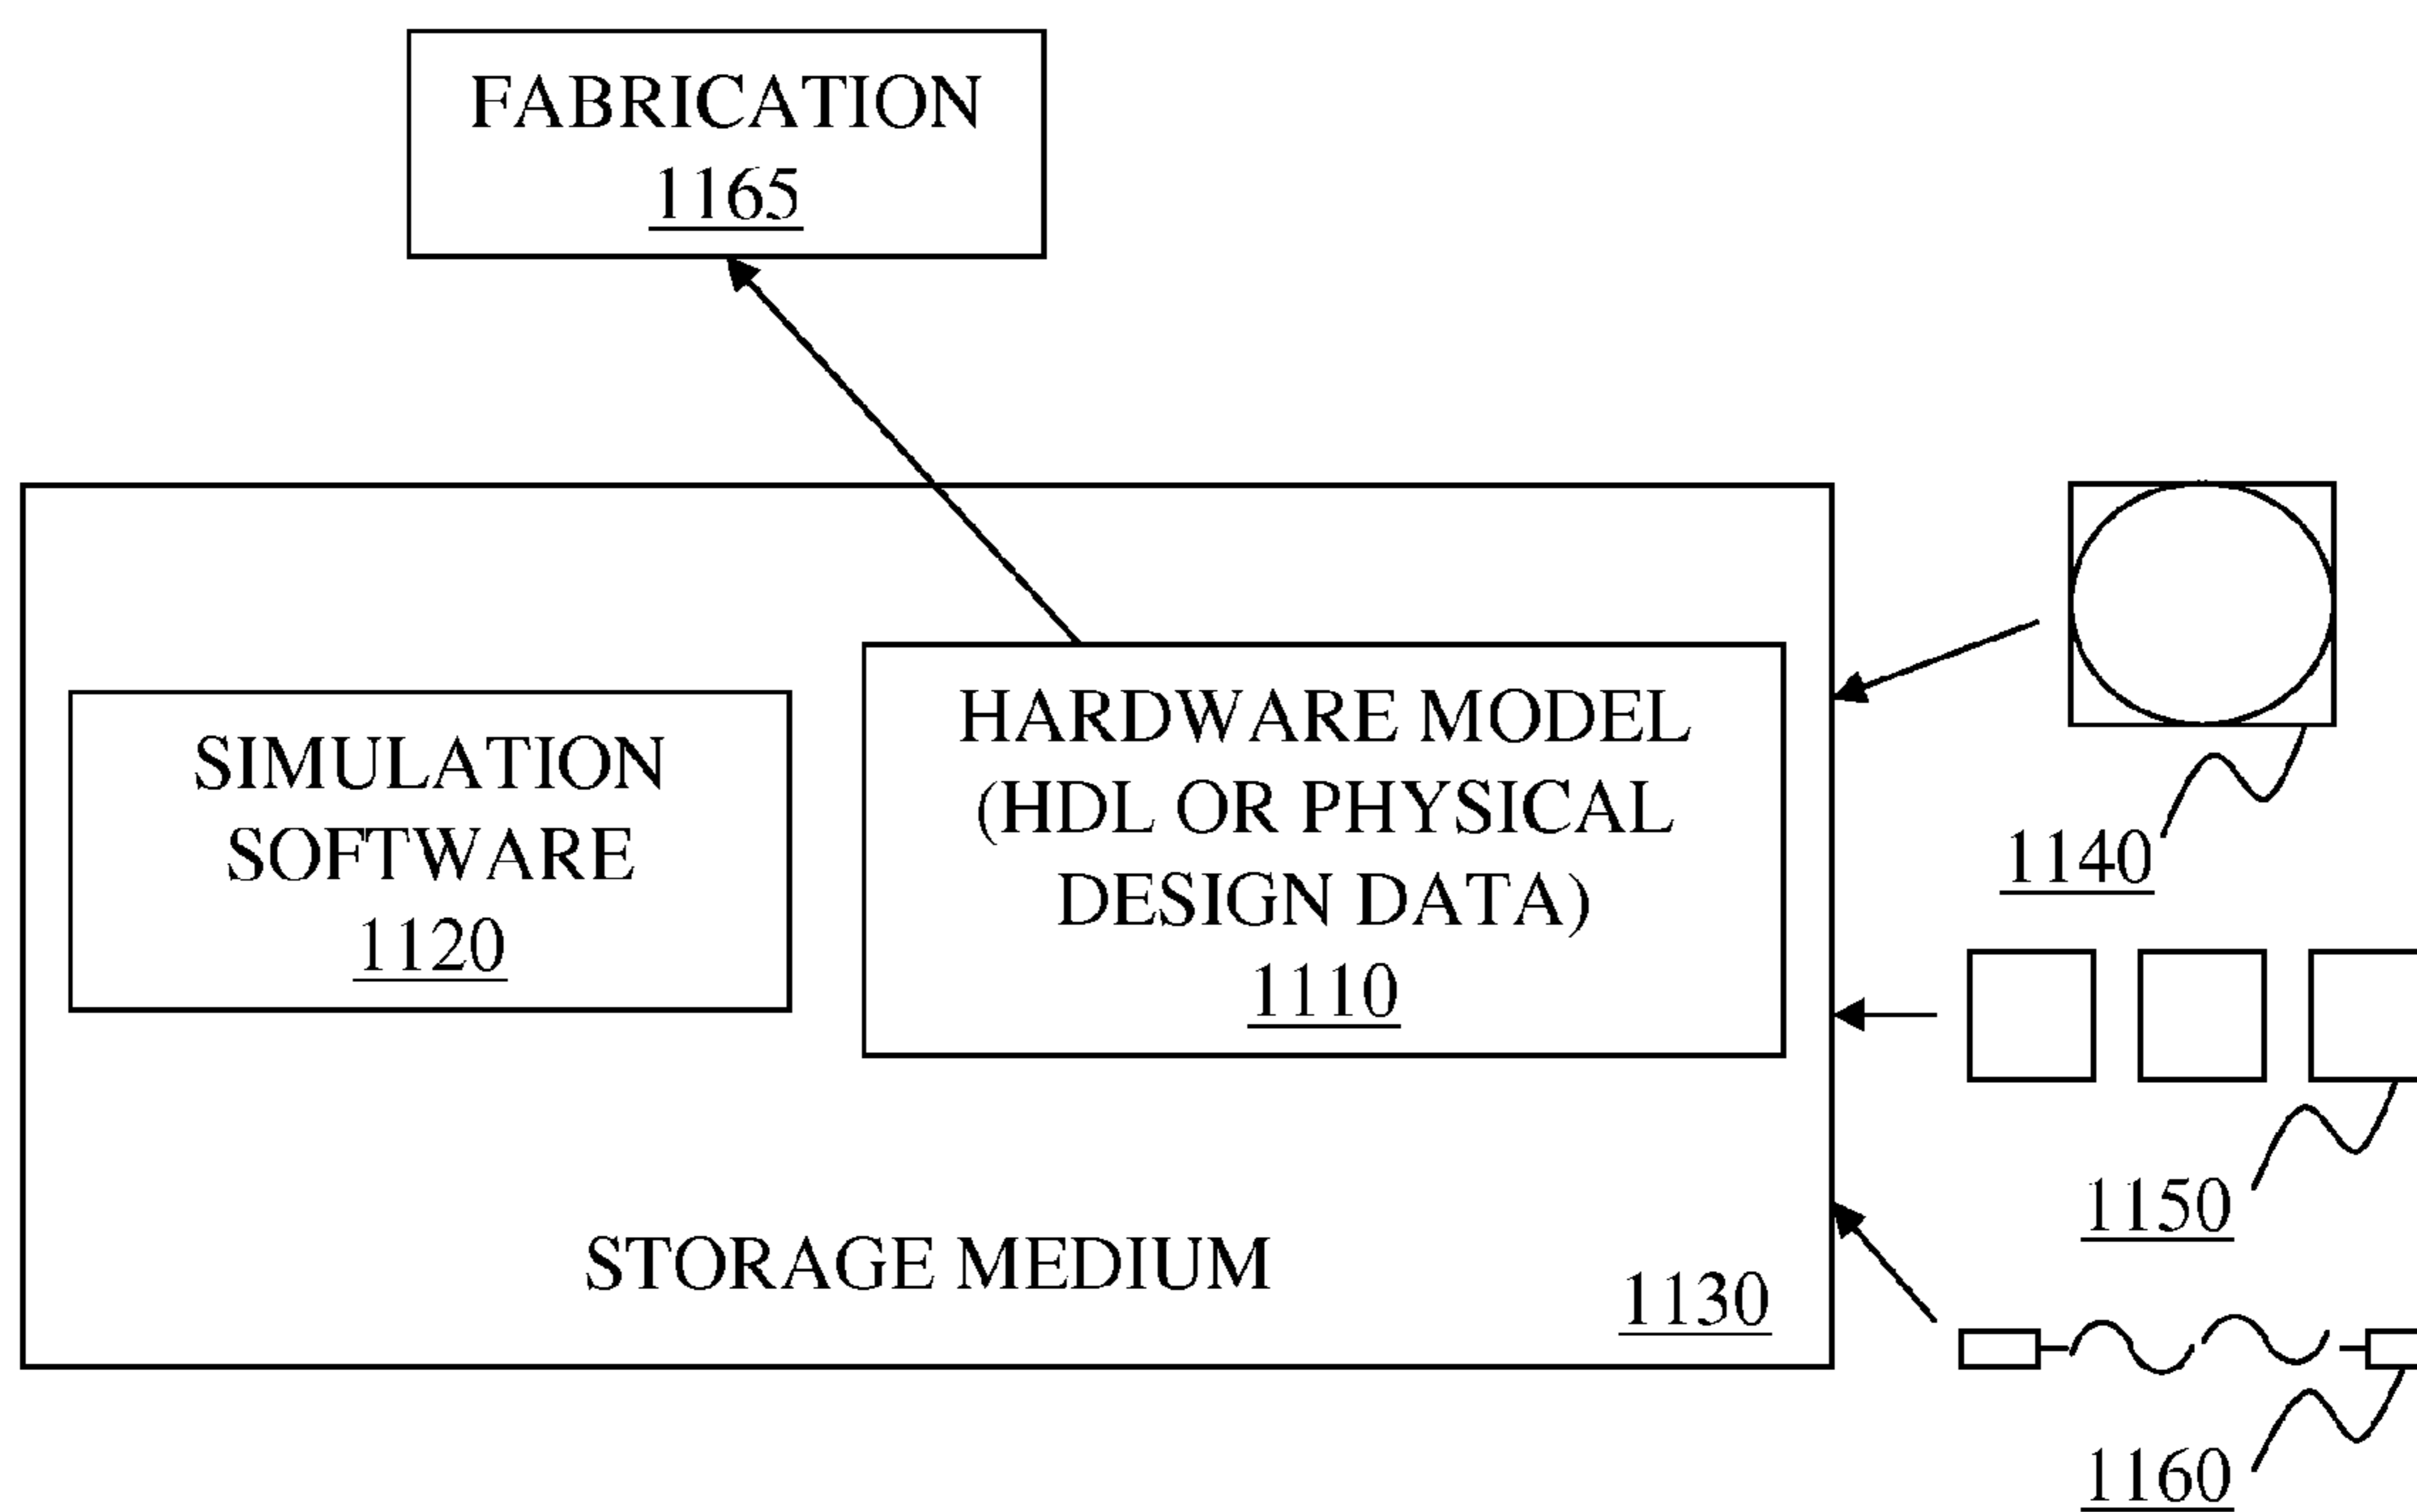 FABRICATION
1165
SIMULATION
SOFTWARE
1120
HARDWARE MODEL
(HDL OR PHYSICAL
DESIGN DATA)
1110
STORAGE MEDIUM
1130
1140
1150
1160